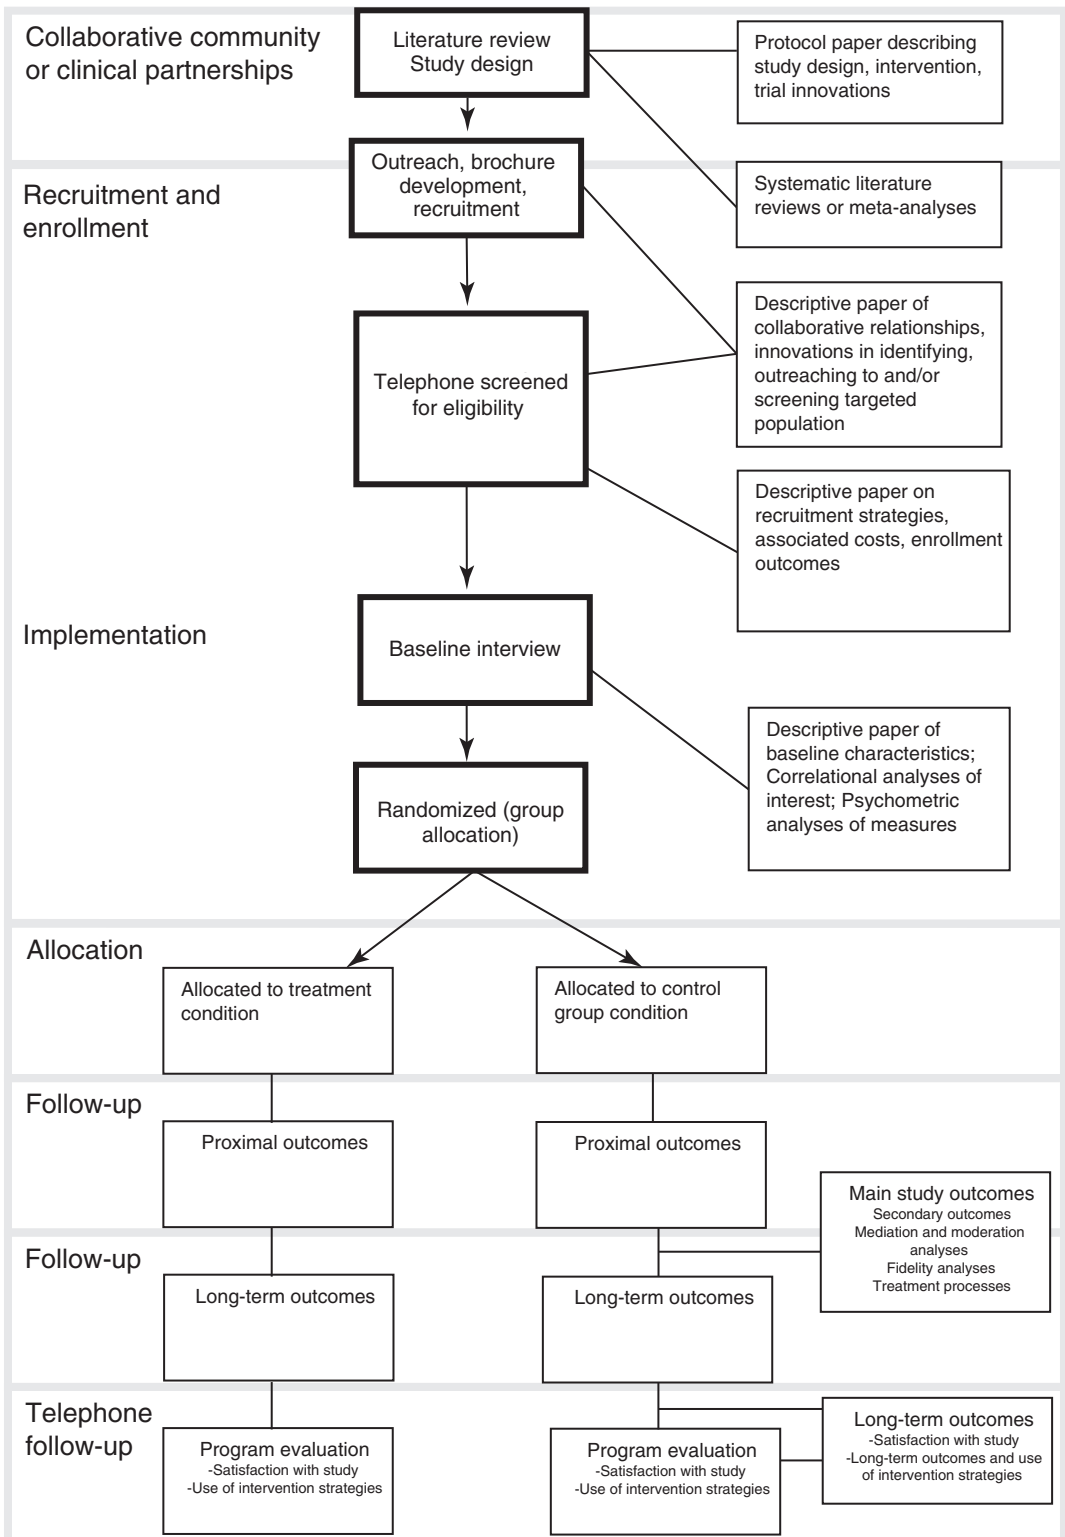 Collaborative community
or clinical partnerships
Literature review
Study design
Protocol paper describing
study design, intervention,
trial innovations
Outreach, brochure
development,
recruitment
Systematic literature
reviews or meta-analyses
Recruitment and
enrollment
Descriptive paper of
collaborative relationships,
innovations in identifying,
outreaching to and/or
screening targeted
population
Telephone screened
for eligibility
Descriptive paper on
recruitment strategies,
associated costs, enrollment
outcomes
Implementation
Baseline interview
Descriptive paper of
baseline characteristics;
Correlational analyses of
interest; Psychometric
analyses of measures
Randomized (group
allocation)
Allocation
Allocated to treatment
condition
Allocated to control
group condition
Follow-up
Proximal outcomes
Proximal outcomes
Main study outcomes
Secondary outcomes
Mediation and moderation
analyses
Fidelity analyses
Treatment processes
Follow-up
Long-term outcomes
Long-term outcomes
Telephone
follow-up
Program evaluation
-Satisfaction with study
-Use of intervention strategies
Program evaluation
-Satisfaction with study
-Use of intervention strategies
Long-term outcomes
-Satisfaction with study
-Long-term outcomes and use
of intervention strategies